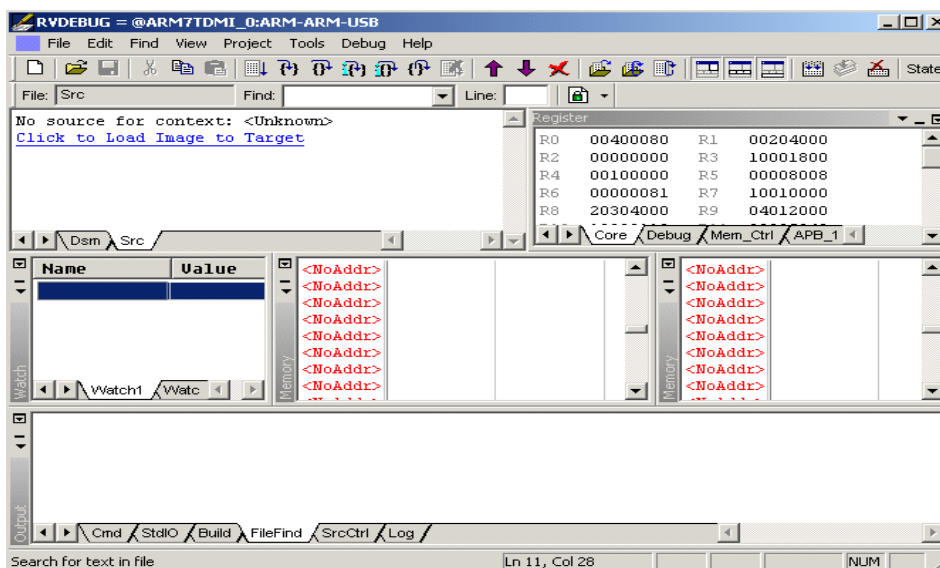 RVDEBUG = @ARM7TDMI_0:ARM-ARM-USB
File Edit Find View Project Tools Debug Help
State
File: Src Find: Line:
No source for context: <Unknown>
Click to Load Image to Target
Dsm Src
Register
R0 00400080 R1 00204000
R2 00000000 R3 10001800
R4 00100000 R5 00008008
R6 00000081 R7 10010000
R8 20304000 R9 04012000
Core Debug Mem_Ctrl APB_1
Watch
Name Value
Watch1 Watc
Memory
<NoAddr>
<NoAddr>
<NoAddr>
<NoAddr>
<NoAddr>
<NoAddr>
<NoAddr>
<NoAddr>
Memory
<NoAddr>
<NoAddr>
<NoAddr>
<NoAddr>
<NoAddr>
<NoAddr>
<NoAddr>
<NoAddr>
Output
Cmd StdIO Build FileFind SrcCtrl Log
Search for text in file Ln 11, Col 28 NUM